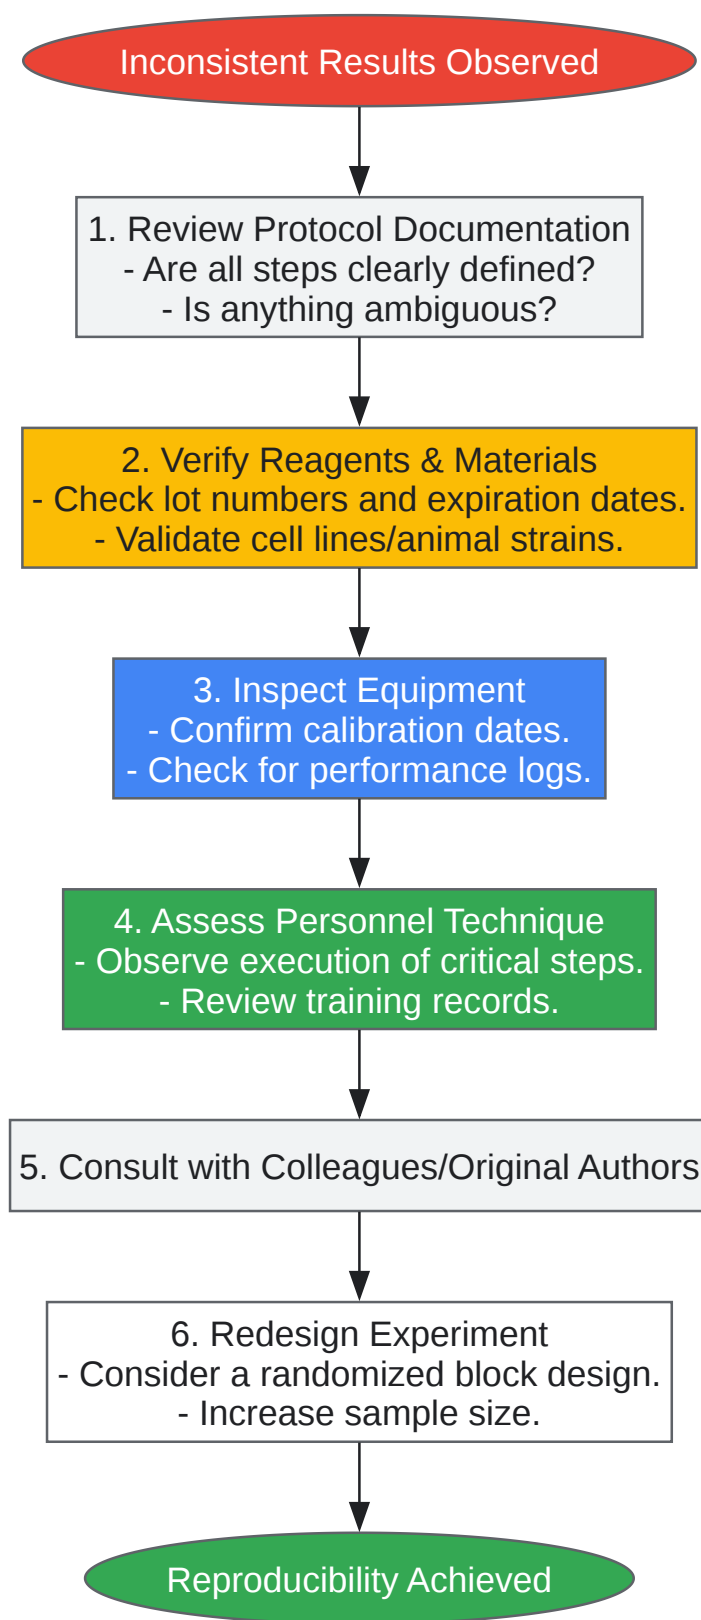 Inconsistent Results Observed
1. Review Protocol Documentation
- Are all steps clearly defined?
- Is anything ambiguous?
2. Verify Reagents & Materials
- Check lot numbers and expiration dates.
- Validate cell lines/animal strains.
3. Inspect Equipment
- Confirm calibration dates.
- Check for performance logs.
4. Assess Personnel Technique
- Observe execution of critical steps.
- Review training records.
5. Consult with Colleagues/Original Authors
6. Redesign Experiment
- Consider a randomized block design.
- Increase sample size.
Reproducibility Achieved